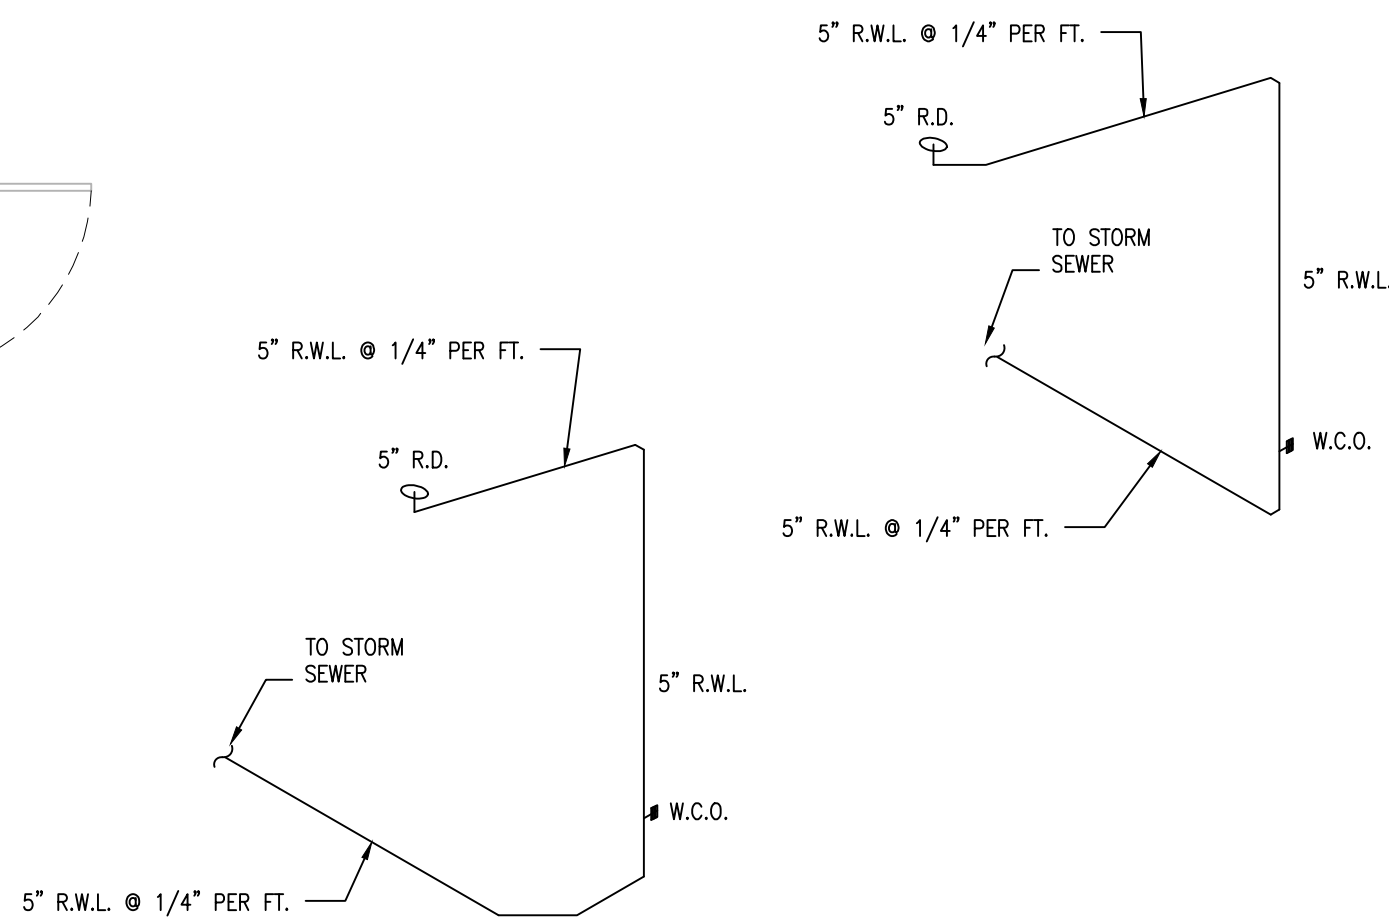 5” R.W.L. @ 1/4” PER FT.
5” R.D.
TO STORM
SEWER
5” R.W.L.
W.C.O.
5” R.W.L. @ 1/4” PER FT.
5” R.W.L. @ 1/4” PER FT.
5” R.D.
TO STORM
SEWER
5” R.W.L.
W.C.O.
5” R.W.L. @ 1/4” PER FT.